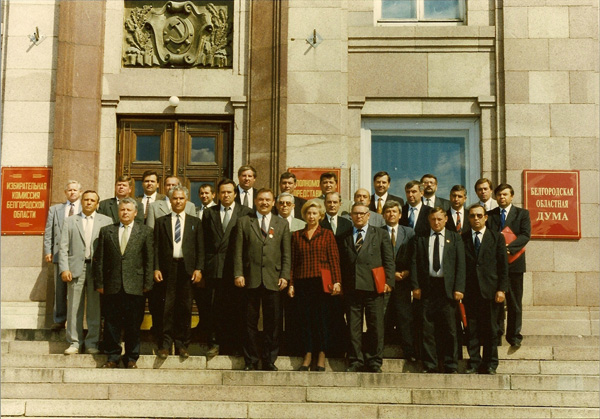 ИЗБИРАТЕЛЬНАЯ
КОМИССИЯ
БЕЛГОРОДСКОЙ
ОБЛАСТИ
БЕЛГОРОДСКАЯ
ОБЛАСТНАЯ
ДУМА